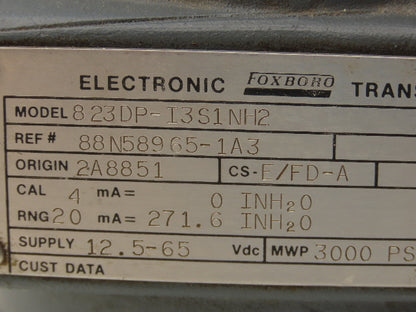 ELECTRONIC FOXBORO TRANS
MODEL 823DP-I3S1NH2
REF# 88N58965-1A3
ORIGIN 2A8851 CS-E/FD-A
CAL 4 mA= 0 INH₂O
RNG 20 mA= 271.6 INH₂O
SUPPLY 12.5-65 Vdc MWP 3000 PS
CUST DATA